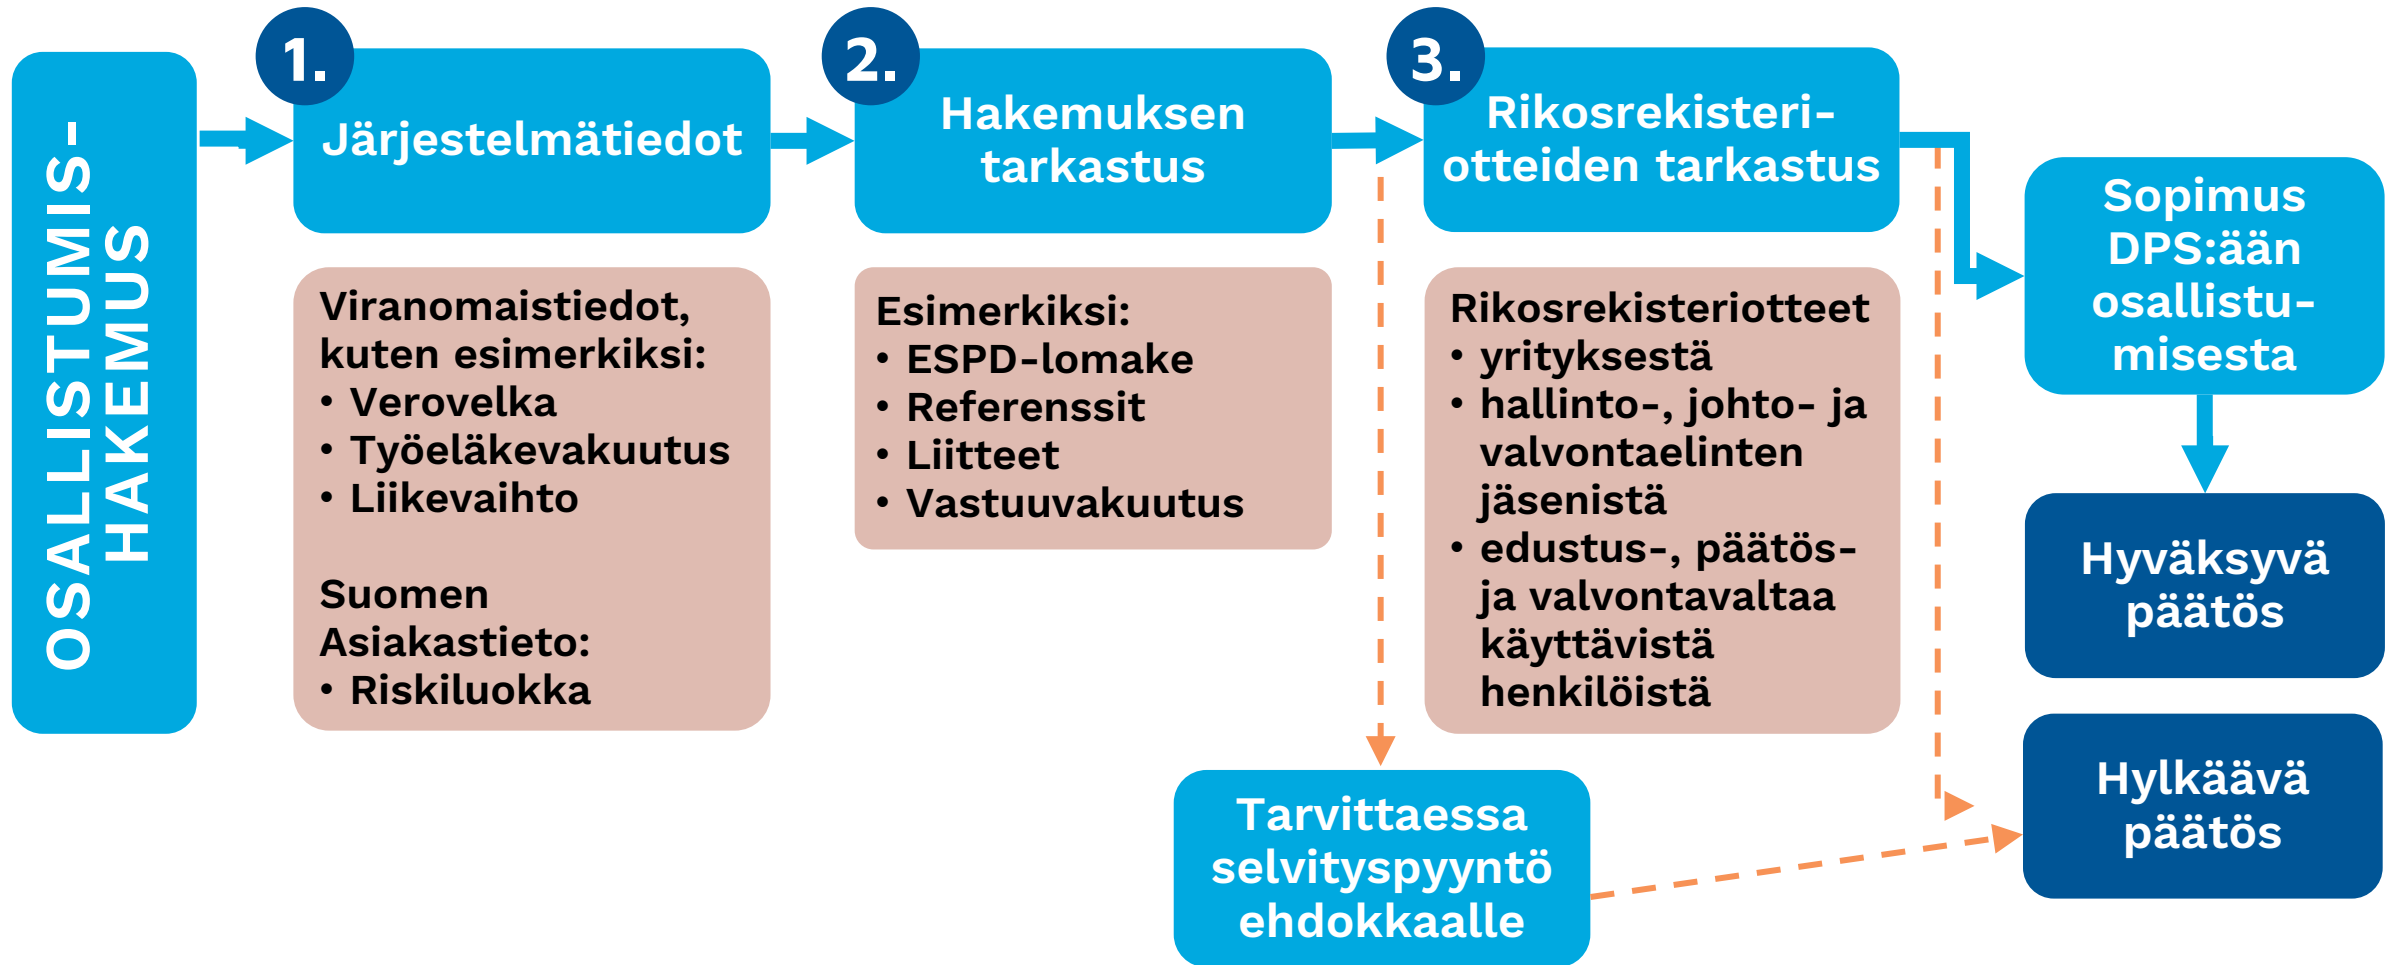 OSALLISTUMIS-
HAKEMUS
1.
Järjestelmätiedot
Viranomaistiedot,
kuten esimerkiksi:
• Verovelka
• Työeläkevakuutus
• Liikevaihto
Suomen
Asiakastieto:
• Riskiluokka
2.
Hakemuksen
tarkastus
Esimerkiksi:
• ESPD-lomake
• Referenssit
• Liitteet
• Vastuuvakuutus
3.
Rikosrekisteri-
otteiden tarkastus
Rikosrekisteriotteet
• yrityksestä
• hallinto-, johto- ja
valvontaelinten
jäsenistä
• edustus-, päätös-
ja valvontavaltaa
käyttävistä
henkilöistä
Tarvittaessa
selvityspyyntö
ehdokkaalle
Sopimus
DPS:ään
osallistu-
misesta
Hyväksyvä
päätös
Hylkäävä
päätös